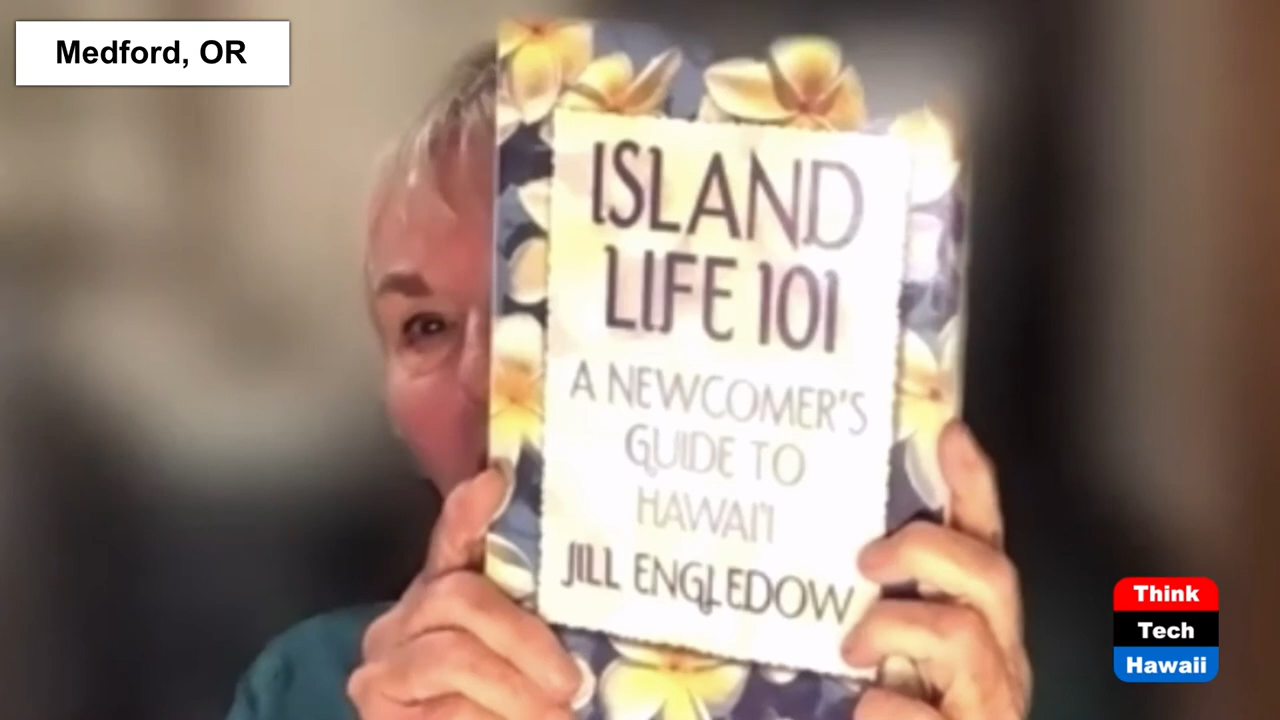 Medford, OR
ISLAND
LIFE 101
A NEWCOMER'S
GUIDE TO
HAWAI'I
JILL ENGLEDOW
Think
Tech
Hawaii